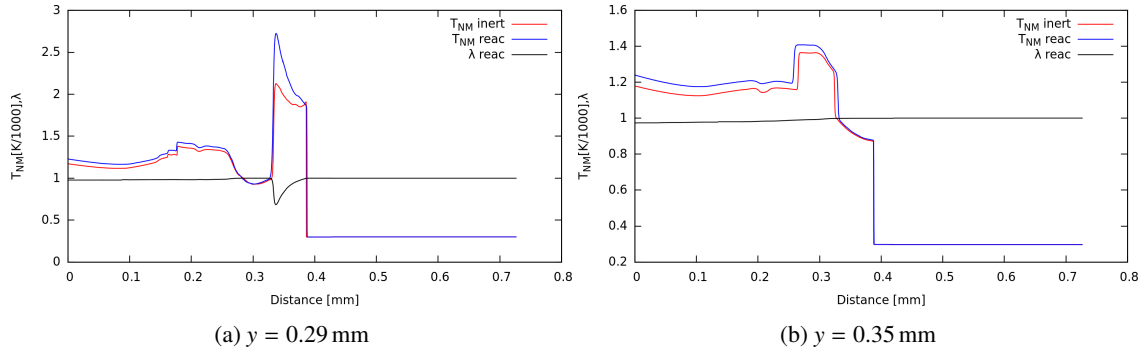 T_NM inert
T_NM reac
λ reac
3
2.5
2
1.5
1
0.5
0
T_NM[K/1000],λ
0 0.1 0.2 0.3 0.4 0.5 0.6 0.7 0.8
Distance [mm]
(a) y = 0.29 mm
T_NM inert
T_NM reac
λ reac
1.6
1.4
1.2
1
0.8
0.6
0.4
0.2
T_NM[K/1000],λ
0 0.1 0.2 0.3 0.4 0.5 0.6 0.7 0.8
Distance [mm]
(b) y = 0.35 mm